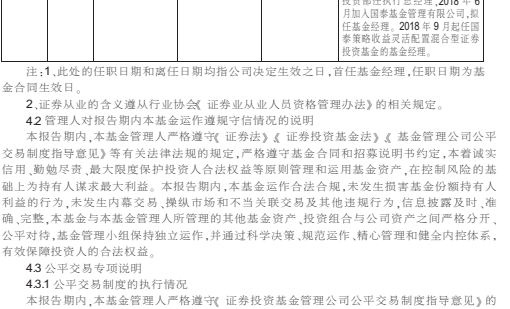 投资部任执行总经理，2018 年 6
月加入国泰基金管理有限公司，拟
任基金经理。2018 年 9 月起任国
泰策略收益灵活配置混合型证券
投资基金的基金经理。
注：1、此处的任职日期和离任日期均指公司决定生效之日，首任基金经理，任职日期为基
金合同生效日。
2、证券从业的含义遵从行业协会《证券业从业人员资格管理办法》的相关规定。
4.2 管理人对报告期内本基金运作遵规守信情况的说明
本报告期内，本基金管理人严格遵守《证券法》、《证券投资基金法》、《基金管理公司公平
交易制度指导意见》等有关法律法规的规定，严格遵守基金合同和招募说明书约定，本着诚实
信用、勤勉尽责、最大限度保护投资人合法权益等原则管理和运用基金资产，在控制风险的基
础上为持有人谋求最大利益。本报告期内，本基金运作合法合规，未发生损害基金份额持有人
利益的行为，未发生内幕交易、操纵市场和不当关联交易及其他违规行为，信息披露及时、准
确、完整，本基金与本基金管理人所管理的其他基金资产、投资组合与公司资产之间严格分开、
公平对待，基金管理小组保持独立运作，并通过科学决策、规范运作、精心管理和健全内控体系，
有效保障投资人的合法权益。
4.3 公平交易专项说明
4.3.1 公平交易制度的执行情况
本报告期内，本基金管理人严格遵守《证券投资基金管理公司公平交易制度指导意见》的